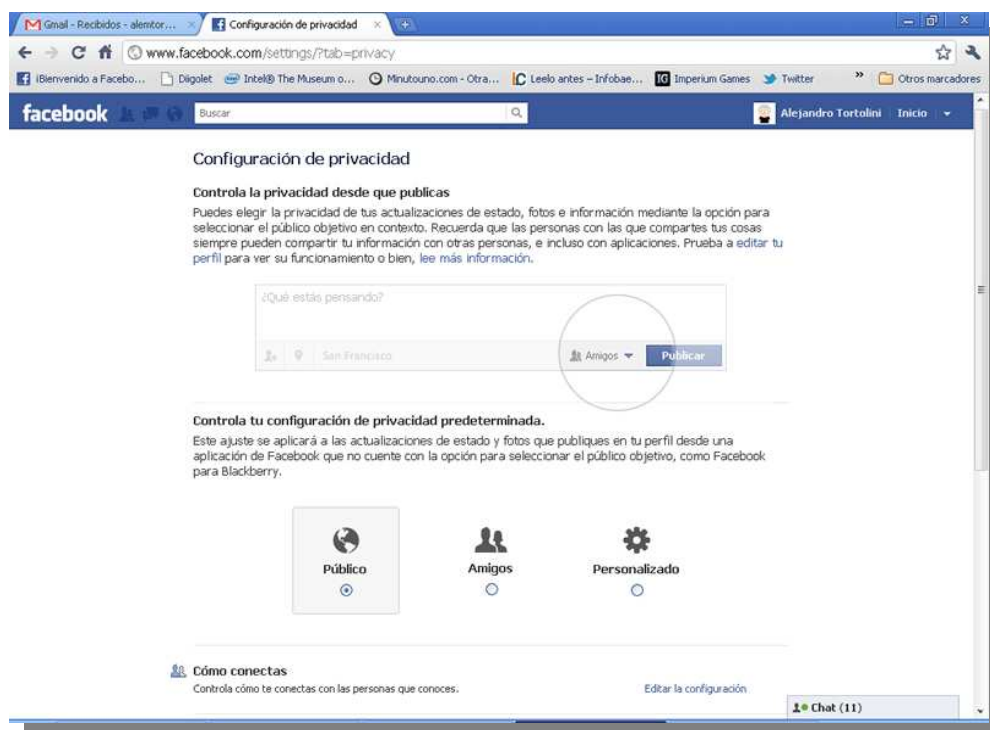 Gmail - Recibidos - alemtor...
Configuración de privacidad
www.facebook.com/settings/?tab=privacy
¡Bienvenido a Facebo...
Diigolet
Intel® The Museum o...
Minutouno.com - Otra...
Leelo antes – Infobae...
IG Imperium Games
Twitter
»
Otros marcadores
facebook
Buscar
Alejandro Tortolini
Inicio
Configuración de privacidad
Controla la privacidad desde que publicas
Puedes elegir la privacidad de tus actualizaciones de estado, fotos e información mediante la opción para
seleccionar el público objetivo en contexto. Recuerda que las personas con las que compartes tus cosas
siempre pueden compartir tu información con otras personas, e incluso con aplicaciones. Prueba a editar tu
perfil para ver su funcionamiento o bien, lee más información.
¿Qué estás pensando?
San Francisco
Amigos
Publicar
Controla tu configuración de privacidad predeterminada.
Este ajuste se aplicará a las actualizaciones de estado y fotos que publiques en tu perfil desde una
aplicación de Facebook que no cuente con la opción para seleccionar el público objetivo, como Facebook
para Blackberry.
Público
Amigos
Personalizado
Cómo conectas
Controla cómo te conectas con las personas que conoces.
Editar la configuración
Chat (11)